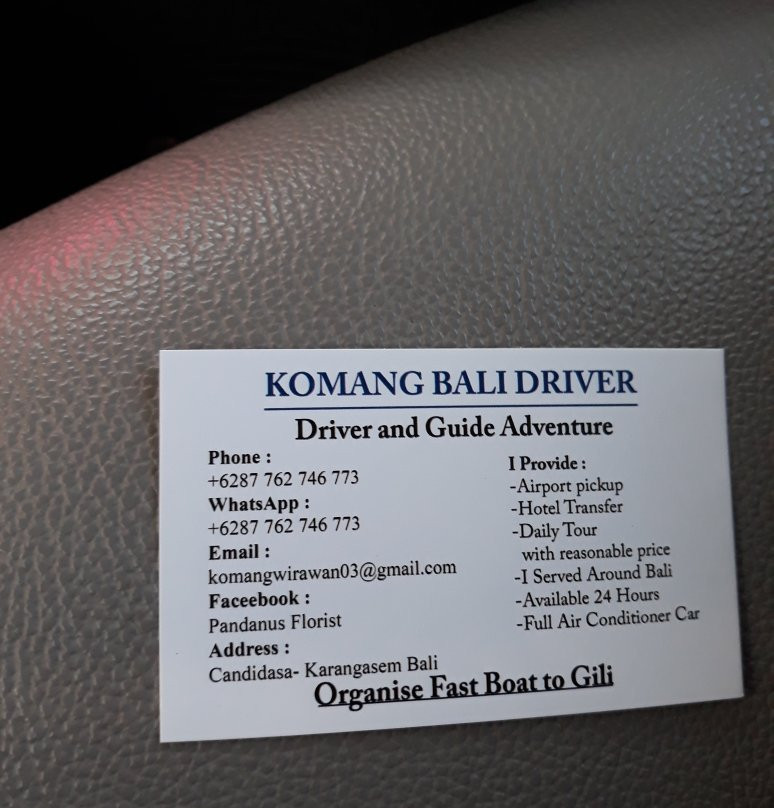 KOMANG BALI DRIVER
Driver and Guide Adventure
Phone :
+6287 762 746 773
WhatsApp :
+6287 762 746 773
Email :
komangwirawan03@gmail.com
Faceebook :
Pandanus Florist
Address :
Candidasa- Karangasem Bali
I Provide :
-Airport pickup
-Hotel Transfer
-Daily Tour
with reasonable price
-I Served Around Bali
-Available 24 Hours
-Full Air Conditioner Car
Organise Fast Boat to Gili